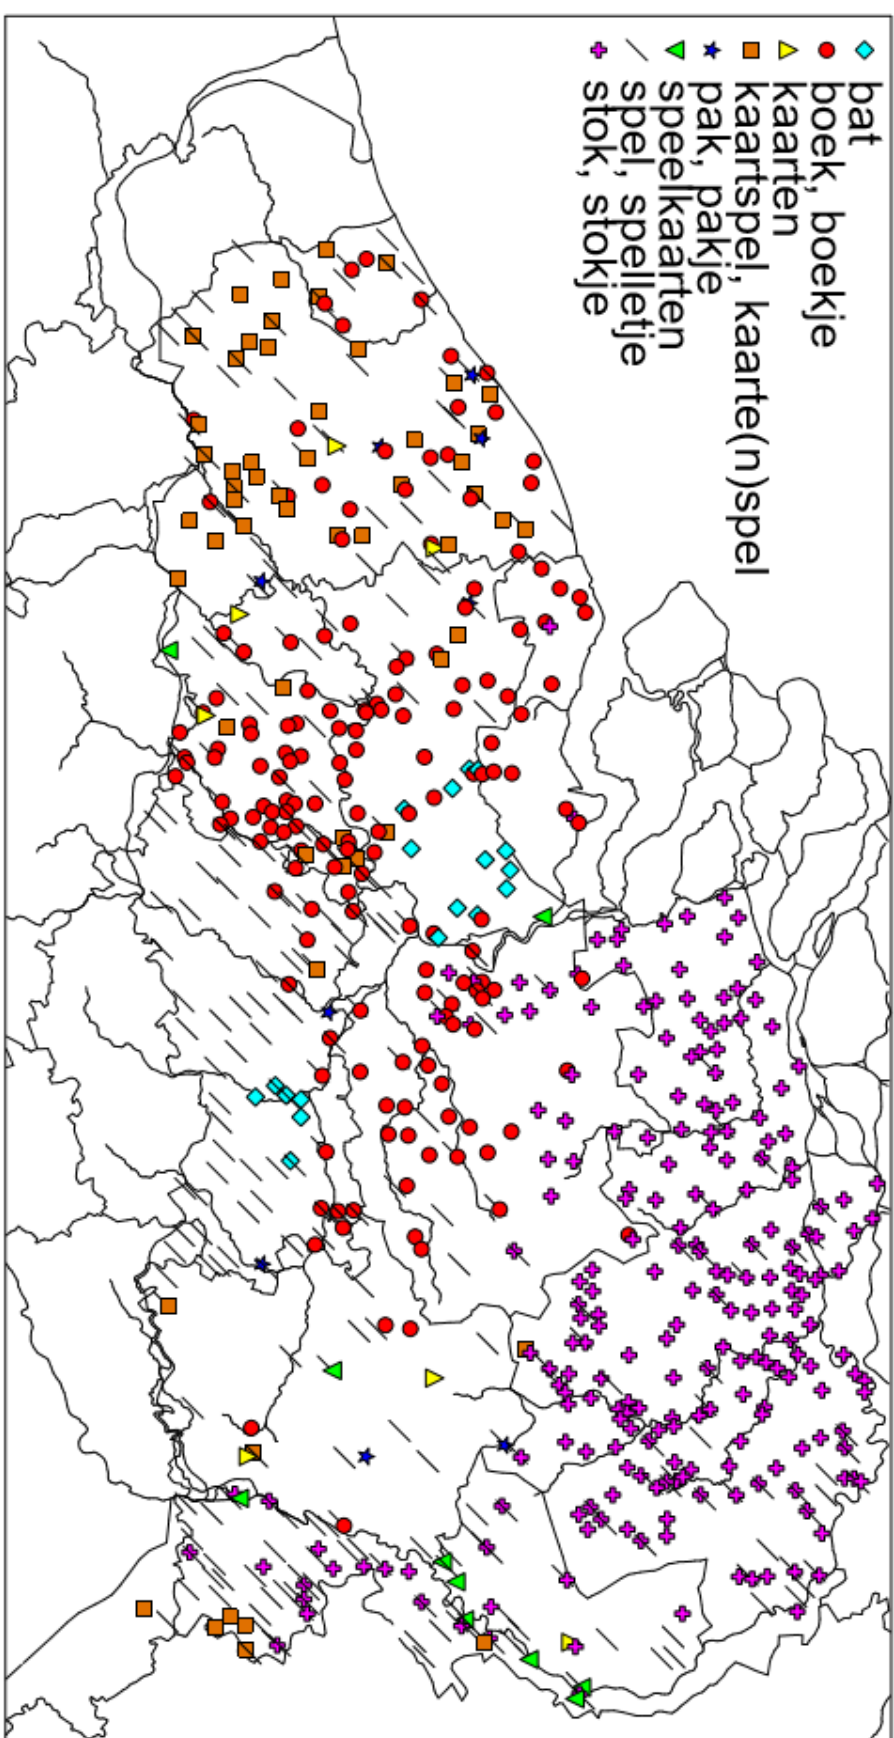 bat
boek, boekje
kaarten
kaartspel, kaarte(n)spel
pak, pakje
speelkaarten
spel, spelletje
stok, stokje